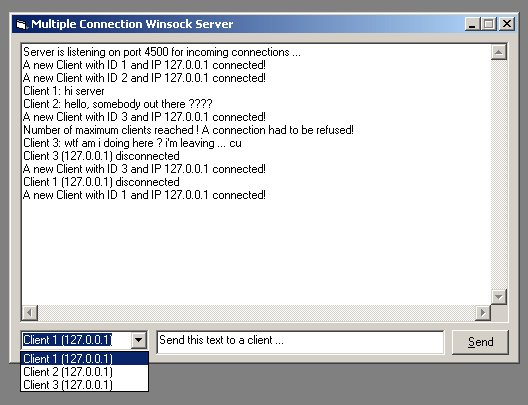 Multiple Connection Winsock Server
Server is listening on port 4500 for incoming connections ...
A new Client with ID 1 and IP 127.0.0.1 connected!
A new Client with ID 2 and IP 127.0.0.1 connected!
Client 1: hi server
Client 2: hello, somebody out there ????
A new Client with ID 3 and IP 127.0.0.1 connected!
Number of maximum clients reached ! A connection had to be refused!
Client 3: wtf am i doing here ? i'm leaving ... cu
Client 3 (127.0.0.1) disconnected
A new Client with ID 3 and IP 127.0.0.1 connected!
Client 1 (127.0.0.1) disconnected
A new Client with ID 1 and IP 127.0.0.1 connected!
Client 1 (127.0.0.1) Send this text to a client ... Send
Client 1 (127.0.0.1)
Client 2 (127.0.0.1)
Client 3 (127.0.0.1)